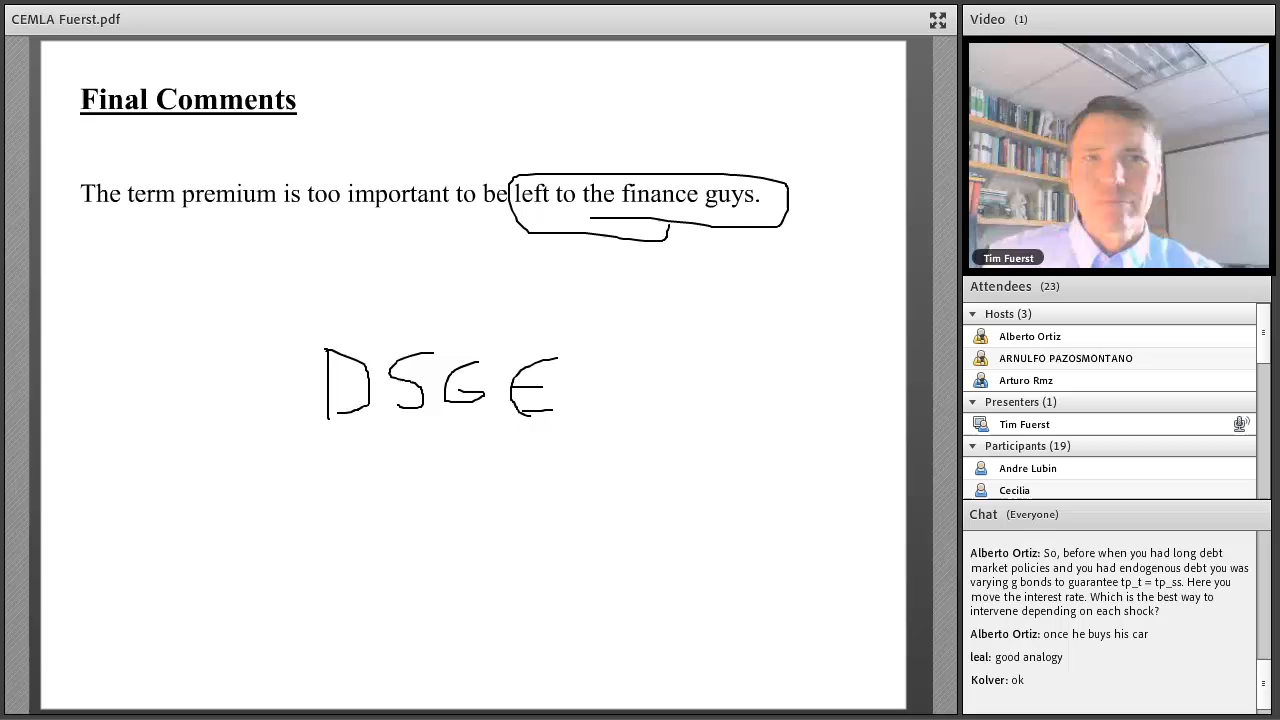 CEMLA Fuerst.pdf
Final Comments
The term premium is too important to be left to the finance guys.
DSGE
Video (1)
Tim Fuerst
Attendees (23)
Hosts (3)
Alberto Ortiz
ARNULFO PAZOSMONTANO
Arturo Rmz
Presenters (1)
Tim Fuerst
Participants (19)
Andre Lubin
Cecilia
Chat (Everyone)
Alberto Ortiz: So, before when you had long debt
market policies and you had endogenous debt you was
varying g bonds to guarantee tp_t = tp_ss. Here you
move the interest rate. Which is the best way to
intervene depending on each shock?
Alberto Ortiz: once he buys his car
leal: good analogy
Kolver: ok